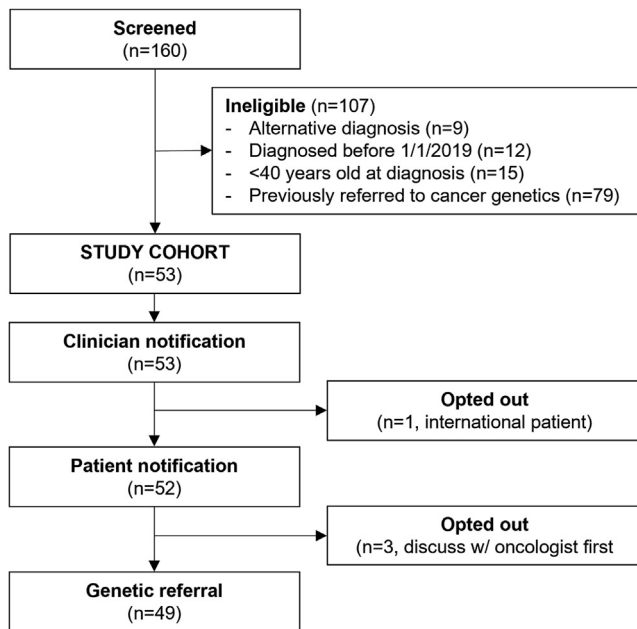 Screened
(n=160)
Ineligible (n=107)
- Alternative diagnosis (n=9)
- Diagnosed before 1/1/2019 (n=12)
- <40 years old at diagnosis (n=15)
- Previously referred to cancer genetics (n=79)
STUDY COHORT
(n=53)
Clinician notification
(n=53)
Opted out
(n=1, international patient)
Patient notification
(n=52)
Opted out
(n=3, discuss w/ oncologist first
Genetic referral
(n=49)